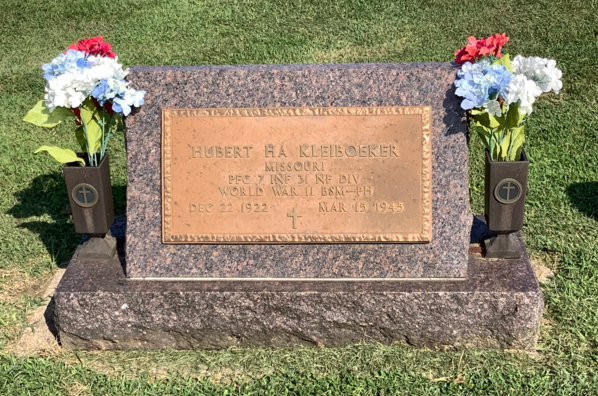 HUBERT HA KLEIBOEKER
MISSOURI
PFC 7 INF 3 INF DIV
WORLD WAR II BSM–PH
DEC 22 1922 MAR 15 1945